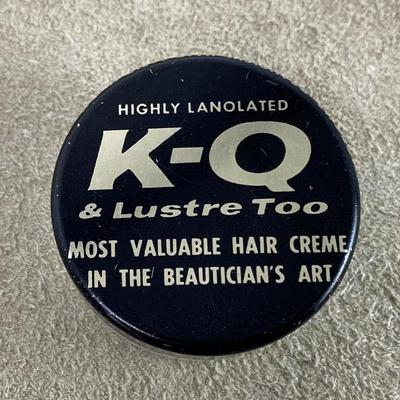 HIGHLY LANOLATED
K-Q
& Lustre Too
MOST VALUABLE HAIR CREME
IN THE BEAUTICIAN'S ART